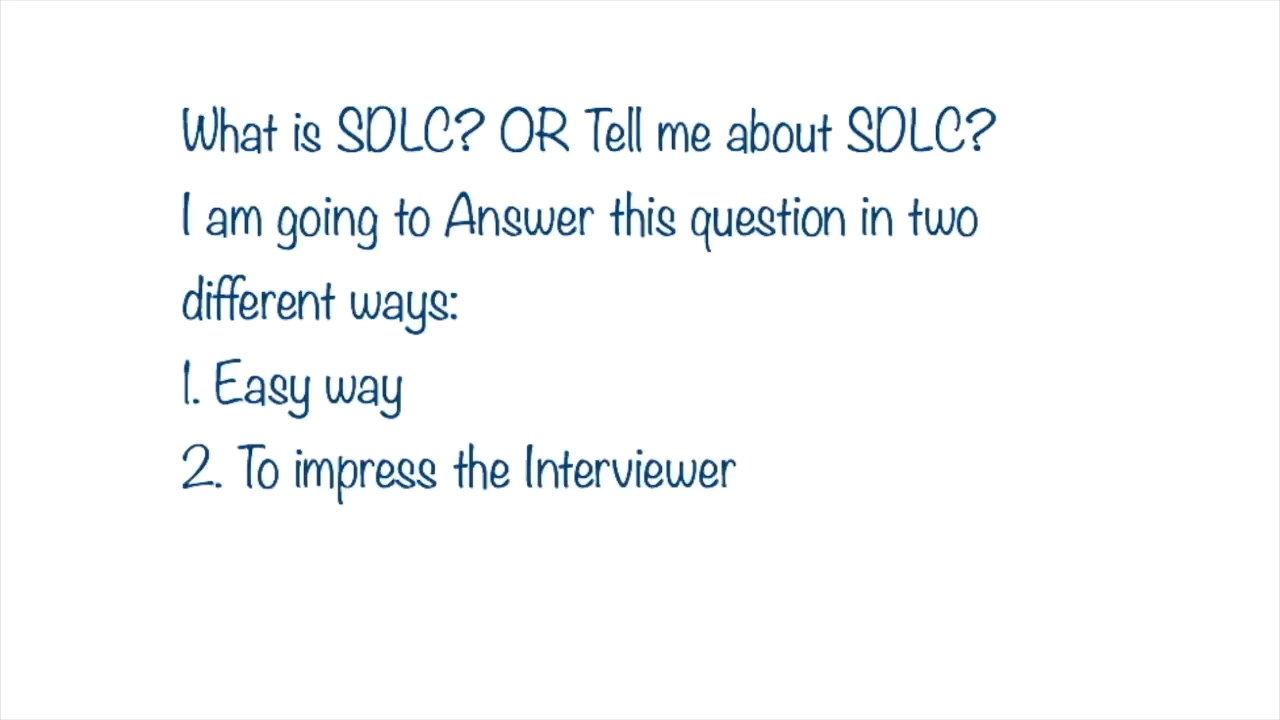 What is SDLC? OR Tell me about SDLC?
I am going to Answer this question in two
different ways:
1. Easy way
2. To impress the Interviewer